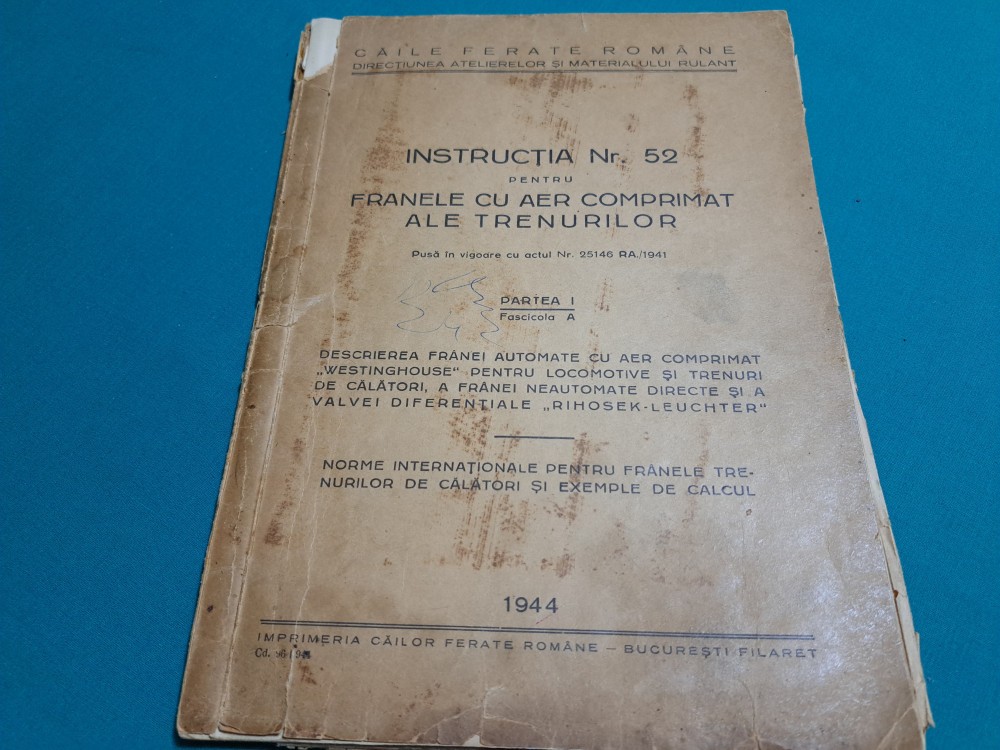 CĂILE FERATE ROMÂNE
DIRECȚIUNEA ATELIERELOR ȘI MATERIALULUI RULANT
INSTRUCȚIA Nr. 52
PENTRU
FRANELE CU AER COMPRIMAT
ALE TRENURILOR
Pusă în vigoare cu actul Nr. 25146 RA./1941
PARTEA I
Fascicola A
DESCRIEREA FRÂNEI AUTOMATE CU AER COMPRIMAT
„WESTINGHOUSE“ PENTRU LOCOMOTIVE ȘI TRENURI
DE CĂLĂTORI, A FRÂNEI NEAUTOMATE DIRECTE ȘI A
VALVEI DIFERENȚIALE „RIHOSEK-LEUCHTER“
NORME INTERNAȚIONALE PENTRU FRÂNELE TRE-
NURILOR DE CĂLĂTORI ȘI EXEMPLE DE CALCUL
1944
IMPRIMERIA CĂILOR FERATE ROMÂNE — BUCUREȘTI FILARET
Cd.